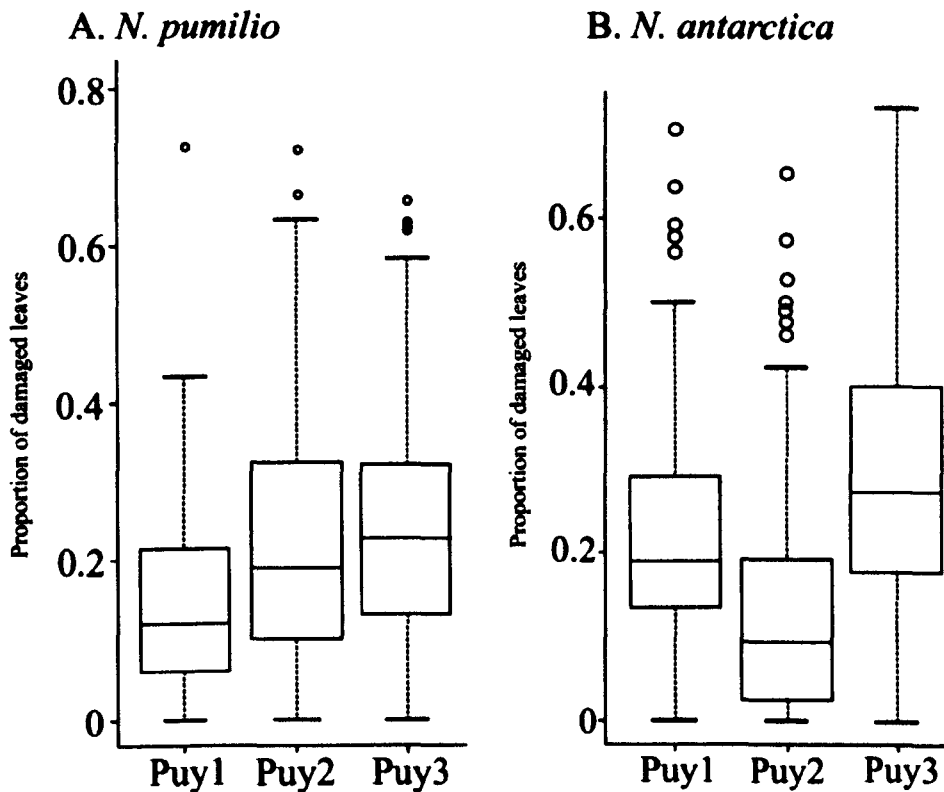 A. N. pumilio
Proportion of damaged leaves
0.8
0.6
0.4
0.2
0
Puy1 Puy2 Puy3
B. N. antarctica
Proportion of damaged leaves
0.6
0.4
0.2
0
Puy1 Puy2 Puy3